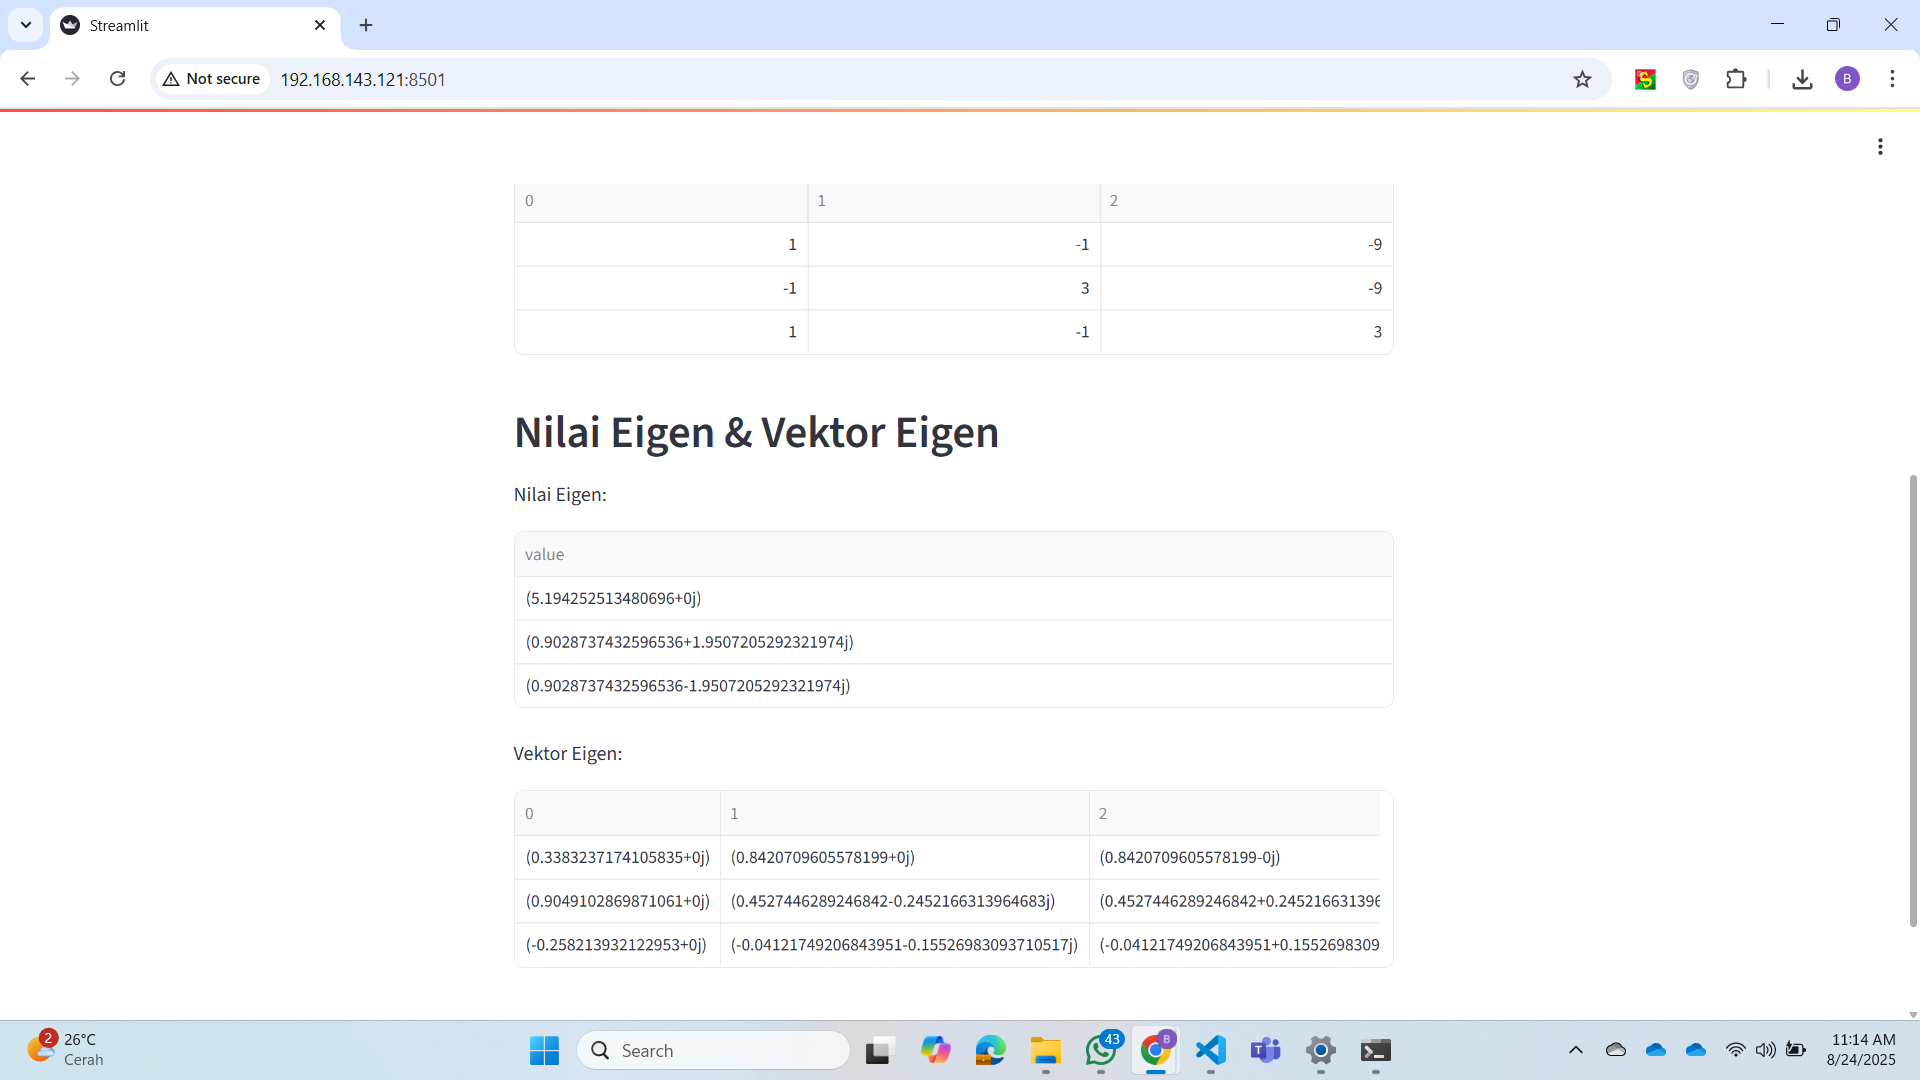 Streamlit
Not secure 192.168.143.121:8501 B
0 1 2
1 -1 -9
-1 3 -9
1 -1 3
Nilai Eigen & Vektor Eigen
Nilai Eigen:
value
(5.194252513480696+0j)
(0.9028737432596536+1.9507205292321974j)
(0.9028737432596536-1.9507205292321974j)
Vektor Eigen:
0 1 2
(0.3383237174105835+0j) (0.8420709605578199+0j) (0.8420709605578199-0j)
(0.9049102869871061+0j) (0.4527446289246842-0.2452166313964683j) (0.4527446289246842+0.245216631396
(-0.258213932122953+0j) (-0.04121749206843951-0.15526983093710517j) (-0.04121749206843951+0.1552698309
2 26°C
Cerah
Search
43
B
11:14 AM
8/24/2025